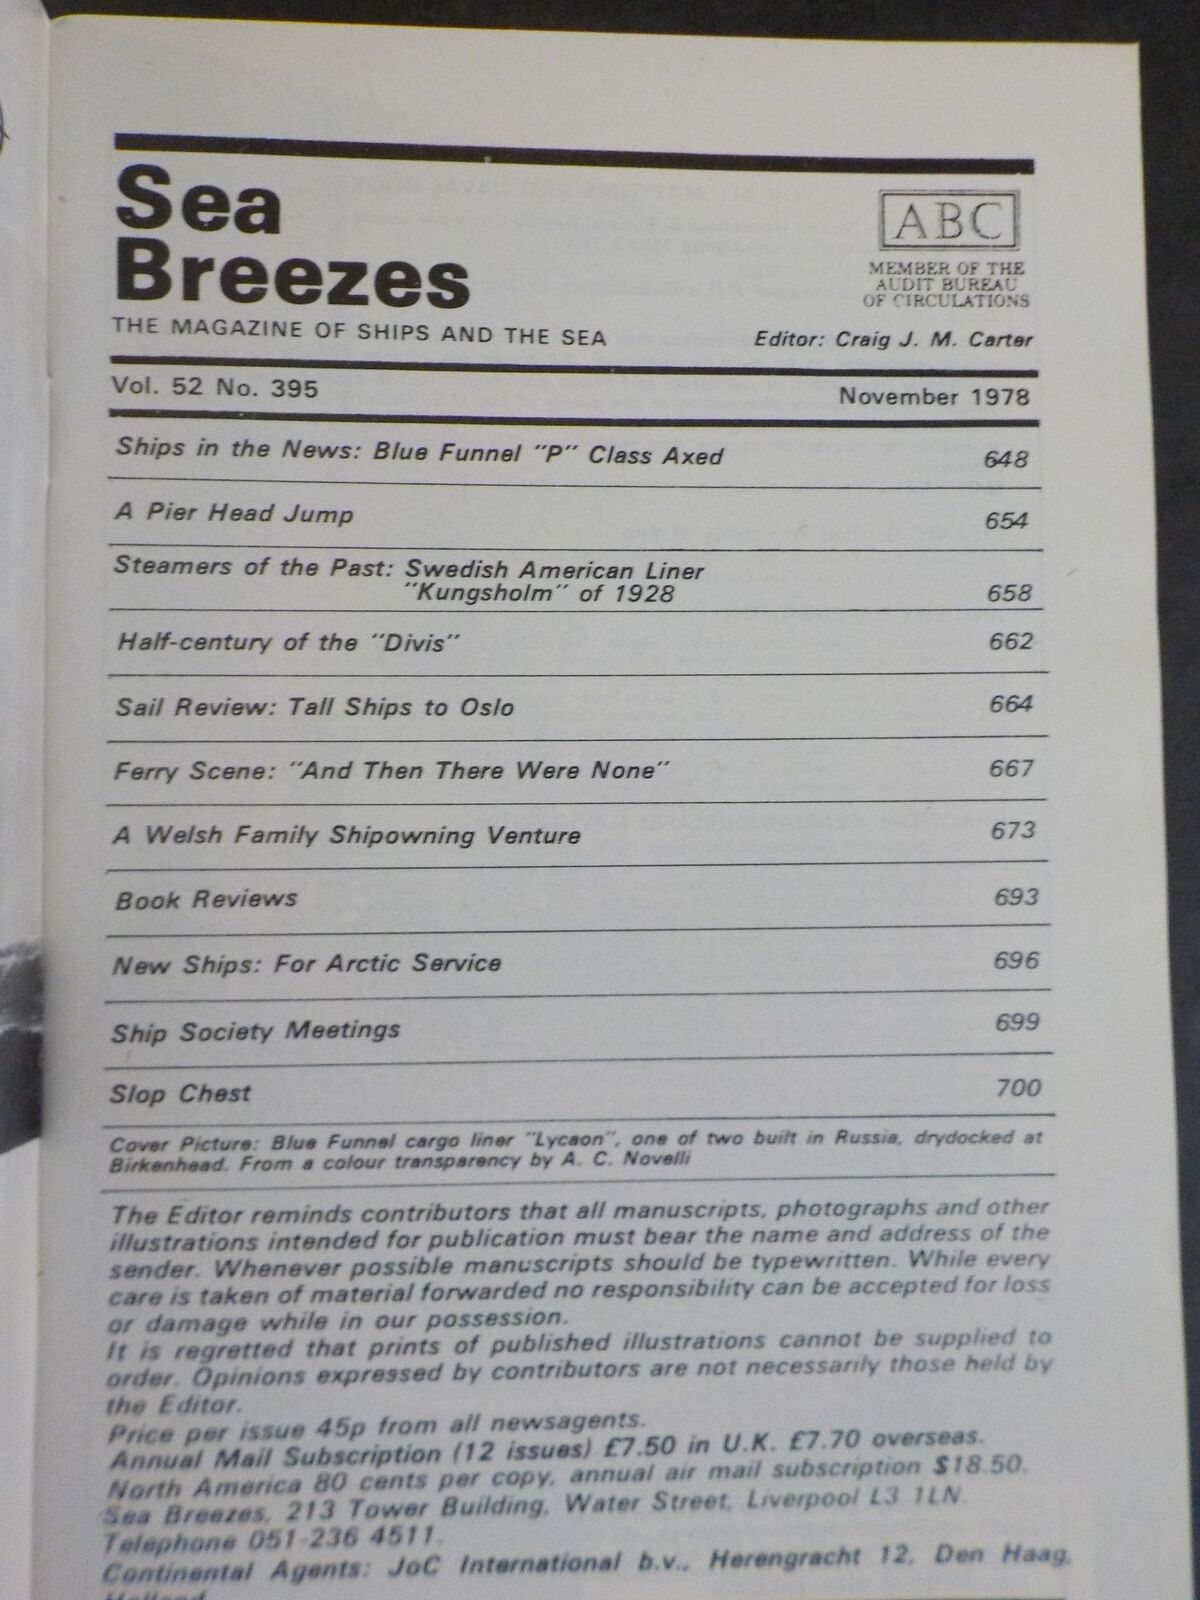 Sea
Breezes
THE MAGAZINE OF SHIPS AND THE SEA
ABC
MEMBER OF THE
AUDIT BUREAU
OF CIRCULATIONS
Editor: Craig J. M. Carter
Vol. 52 No. 395 November 1978
Ships in the News: Blue Funnel "P" Class Axed 648
A Pier Head Jump 654
Steamers of the Past: Swedish American Liner
"Kungsholm" of 1928 658
Half-century of the "Divis" 662
Sail Review: Tall Ships to Oslo 664
Ferry Scene: "And Then There Were None" 667
A Welsh Family Shipowning Venture 673
Book Reviews 693
New Ships: For Arctic Service 696
Ship Society Meetings 699
Slop Chest 700
Cover Picture: Blue Funnel cargo liner "Lycaon", one of two built in Russia, drydocked at
Birkenhead. From a colour transparency by A. C. Novelli
The Editor reminds contributors that all manuscripts, photographs and other
illustrations intended for publication must bear the name and address of the
sender. Whenever possible manuscripts should be typewritten. While every
care is taken of material forwarded no responsibility can be accepted for loss
or damage while in our possession.
It is regretted that prints of published illustrations cannot be supplied to
order. Opinions expressed by contributors are not necessarily those held by
the Editor.
Price per issue 45p from all newsagents.
Annual Mail Subscription (12 issues) £7.50 in U.K. £7.70 overseas.
North America 80 cents per copy, annual air mail subscription $18.50.
Sea Breezes, 213 Tower Building, Water Street, Liverpool L3 1LN.
Telephone 051-236 4511.
Continental Agents: JoC International b.v., Herengracht 12, Den Haag,
Holland